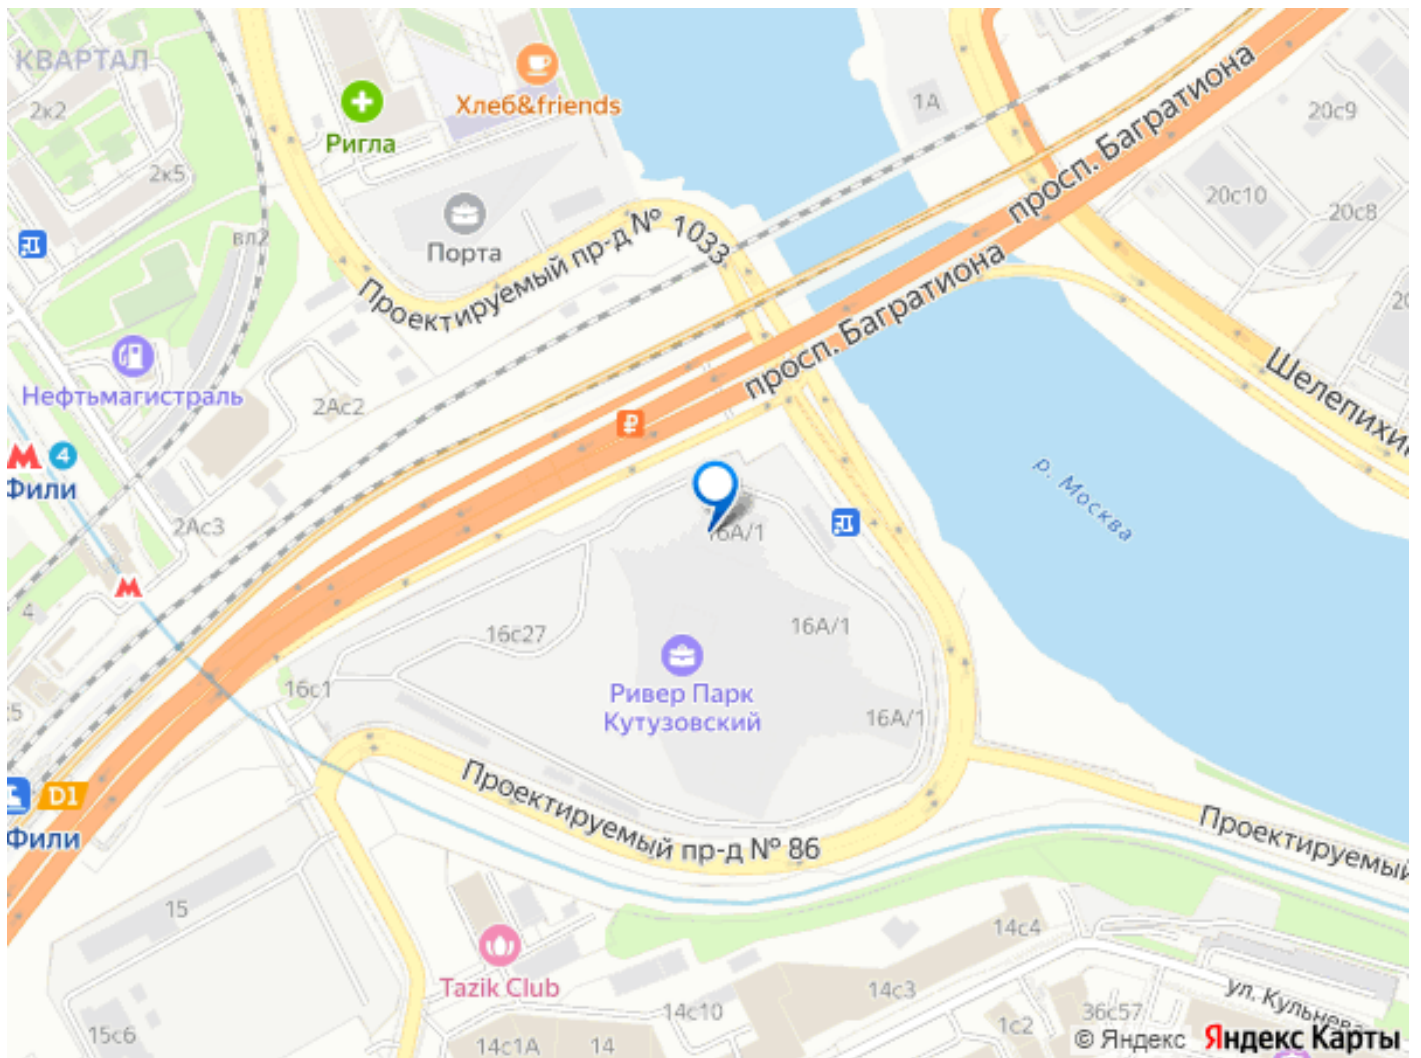 КВАРТАЛ
2к2
Хлеб&friends
Ригла
1А
20с9
2к5
20с10
20с8
вл2
Порта
Проектируемый пр-д № 1033
просп. Багратиона
просп. Багратиона
Нефтьмагистраль
2Ас2
Шелепихин
М 4
Фили
р. Москва
2Ас3
16А/1
М
4
16с27
16А/1
Ривер Парк
Кутузовский
16с1
16А/1
D1
Фили
Проектируемый пр-д № 86
Проектируемый
15
14с4
Tazik Club
14с3
14с10
ул. Кульнева
36с57
1с2
15с6
14с1А
14
© Яндекс Яндекс Карты